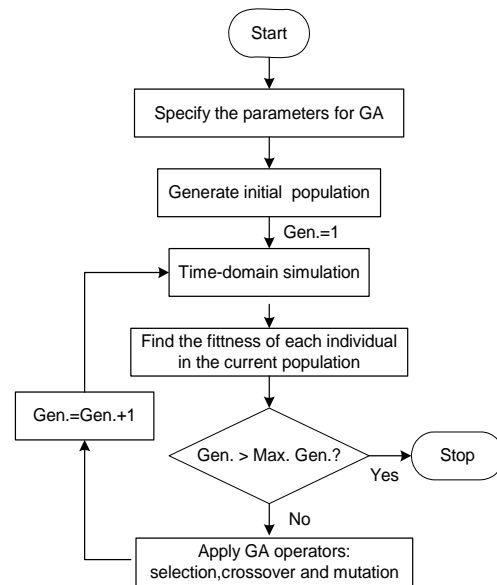 Start
Specify the parameters for GA
Generate initial population
Gen.=1
Time-domain simulation
Find the fittness of each individual
in the current population
Gen.=Gen.+1
Gen. > Max. Gen.?
Yes
Stop
No
Apply GA operators:
selection,crossover and mutation